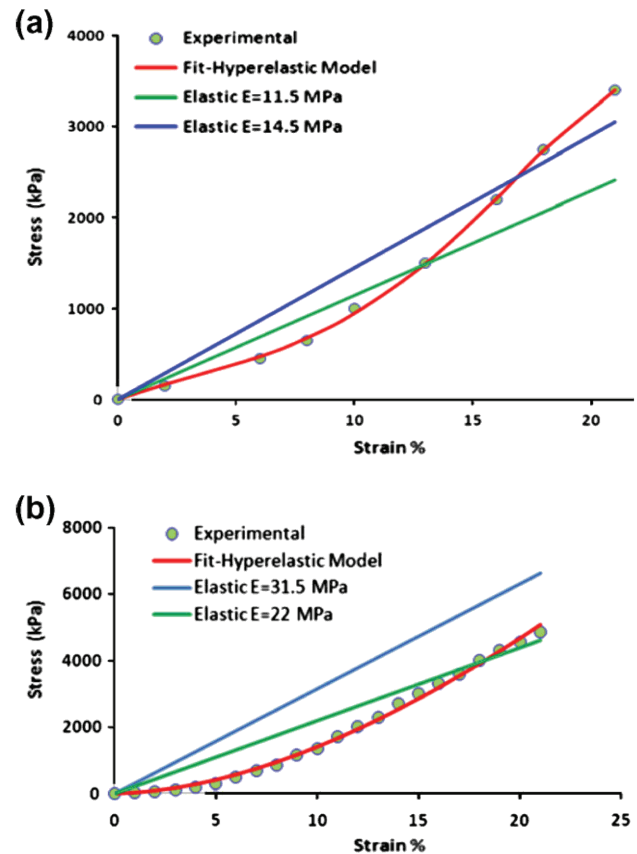 (a)
4000
3000
2000
1000
0
Stress (kPa)
Experimental
Fit-Hyperelastic Model
Elastic E=11.5 MPa
Elastic E=14.5 MPa
0 5 10 15 20
Strain %
(b)
8000
6000
4000
2000
0
Stress (kPa)
Experimental
Fit-Hyperelastic Model
Elastic E=31.5 MPa
Elastic E=22 MPa
0 5 10 15 20 25
Strain %